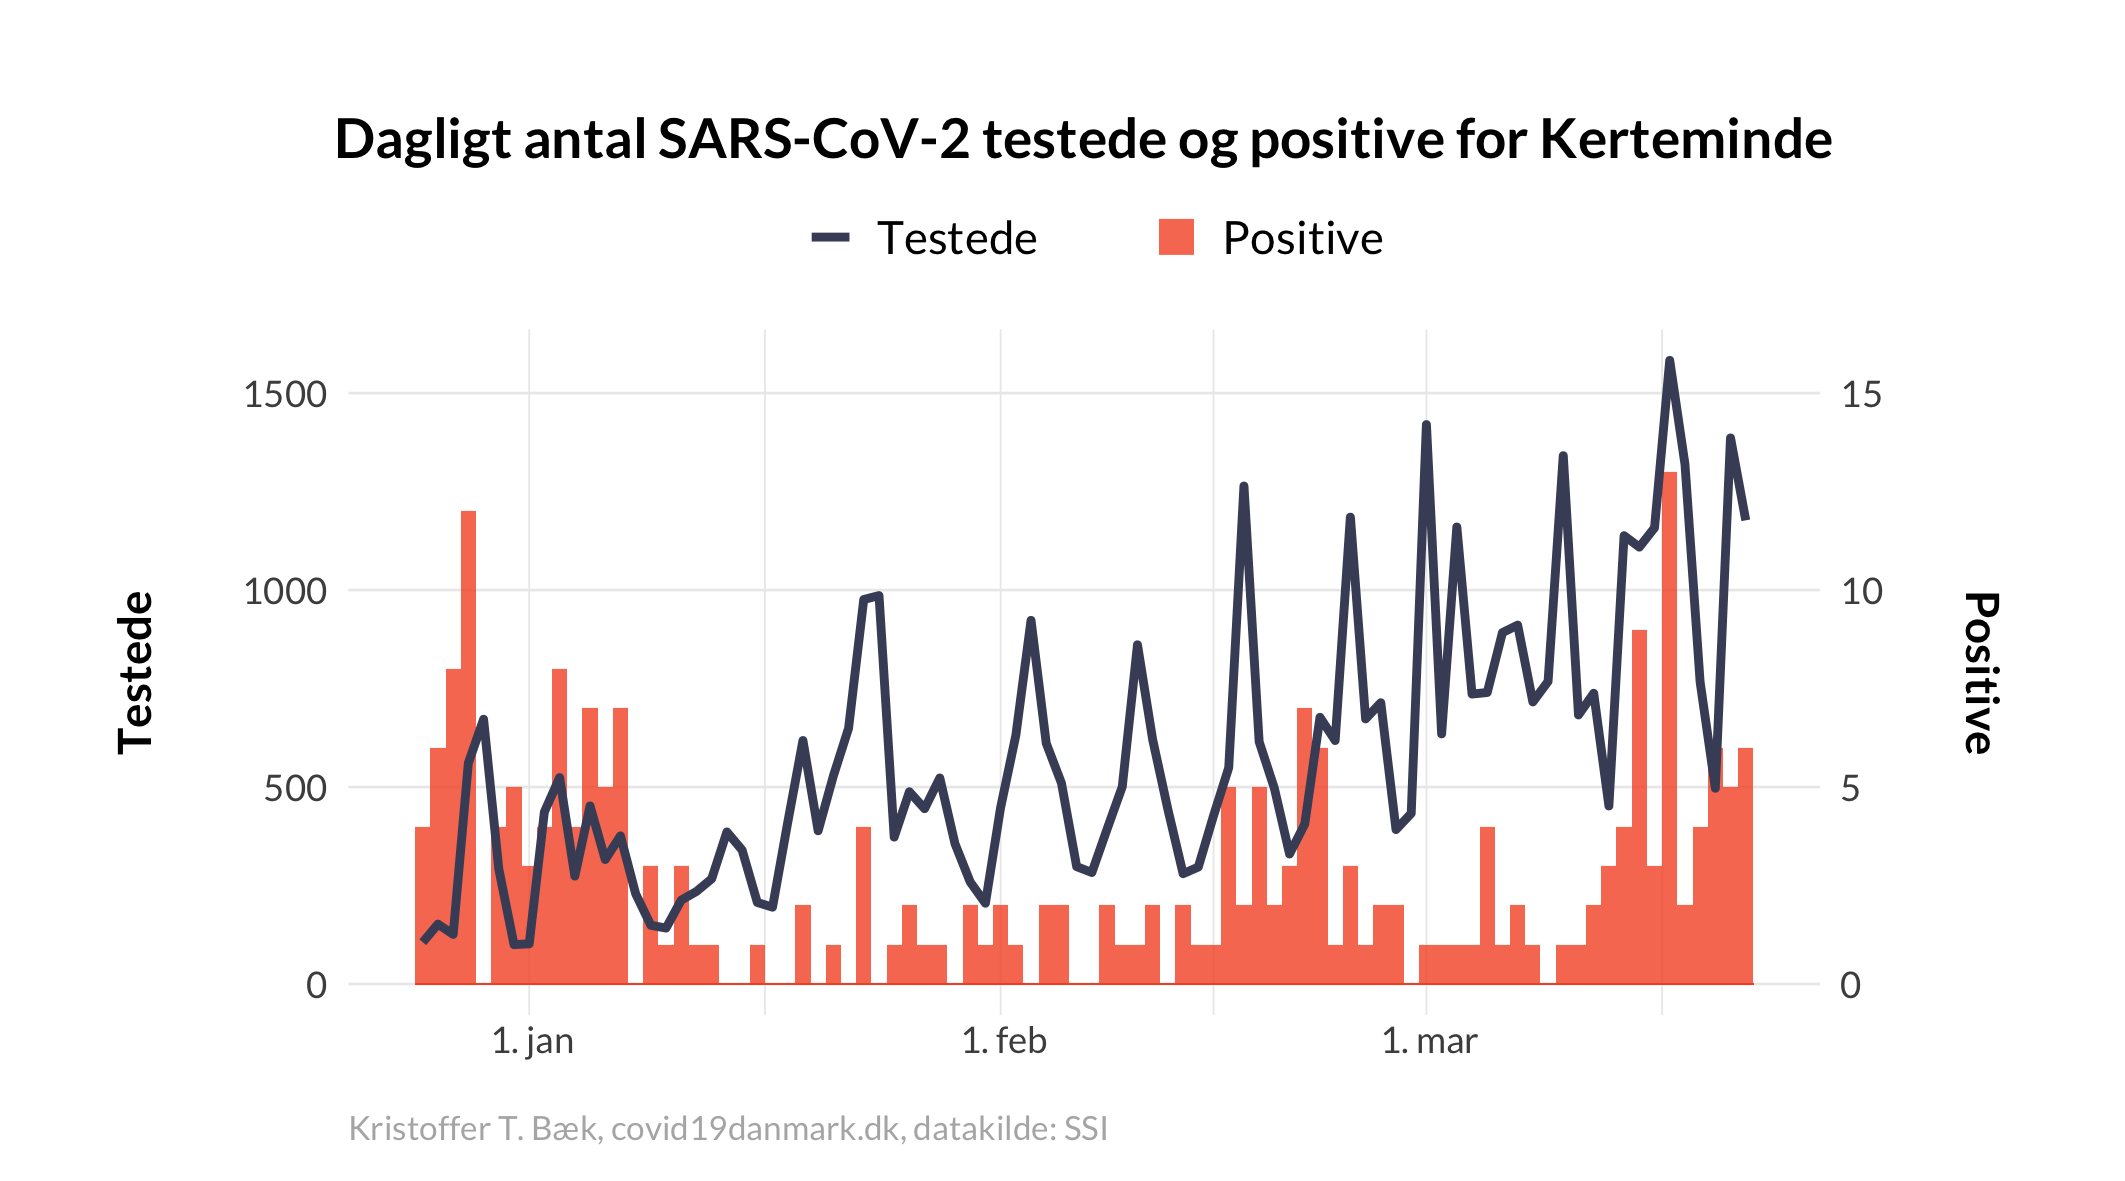 Dagligt antal SARS-CoV-2 testede og positive for Kerteminde
Testede
Positive
1500
1000
500
0
Testede
15
10
5
0
Positive
1. jan
1. feb
1. mar
Kristoffer T. Bæk, covid19danmark.dk, datakilde: SSI